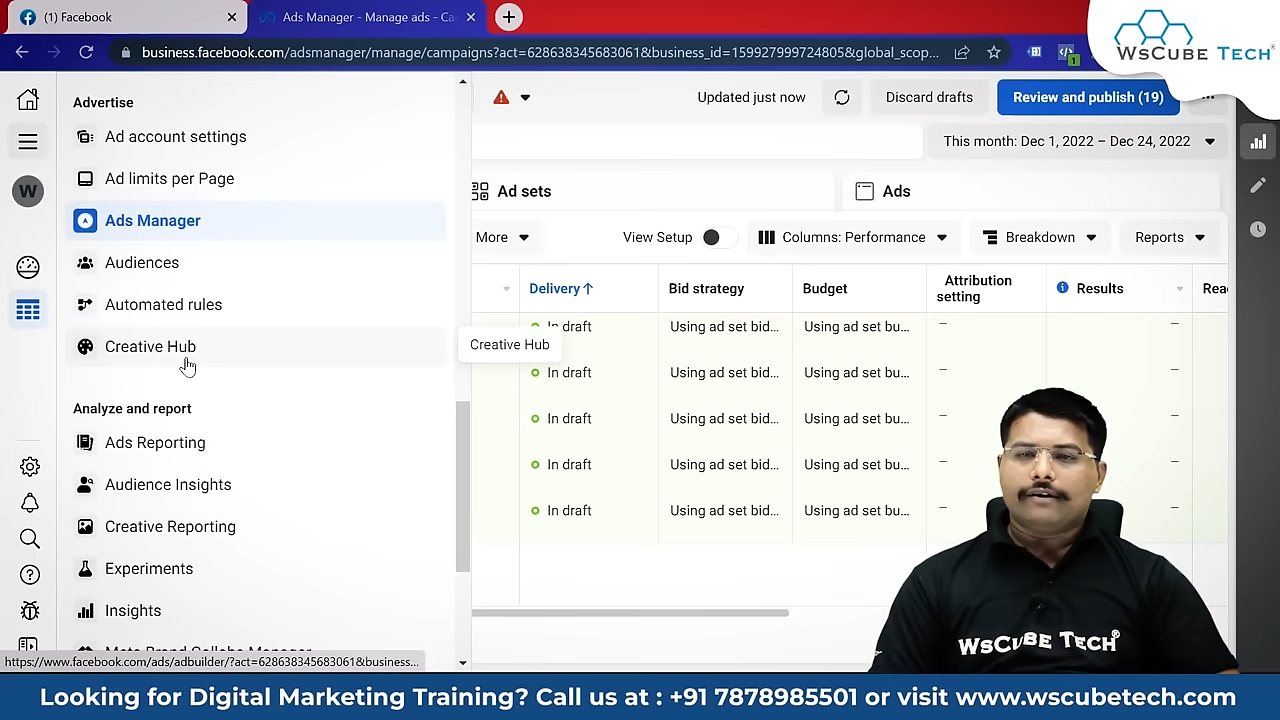 (1) Facebook
Ads Manager - Manage ads - Ca
business.facebook.com/adsmanager/manage/campaigns?act=628638345683061&business_id=159927999724805&global_scop...
1
WsCube Tech
Advertise
Ad account settings
Ad limits per Page
Ads Manager
Audiences
Automated rules
Creative Hub
Analyze and report
Ads Reporting
Audience Insights
Creative Reporting
Experiments
Insights
W
Updated just now
Discard drafts
Review and publish (19)
This month: Dec 1, 2022 – Dec 24, 2022
Ad sets
Ads
More
View Setup
Columns: Performance
Breakdown
Reports
Delivery↑
Bid strategy
Budget
Attribution setting
Results
Reac
In draft Using ad set bid... Using ad set bu... – –
Creative Hub
In draft Using ad set bid... Using ad set bu... – –
In draft Using ad set bid... Using ad set bu... – –
In draft Using ad set bid... Using ad set bu... – –
In draft Using ad set bid... Using ad set bu... – –
WsCube Tech
https://www.facebook.com/ads/adbuilder/?act=628638345683061&business...
Looking for Digital Marketing Training? Call us at : +91 7878985501 or visit www.wscubetech.com